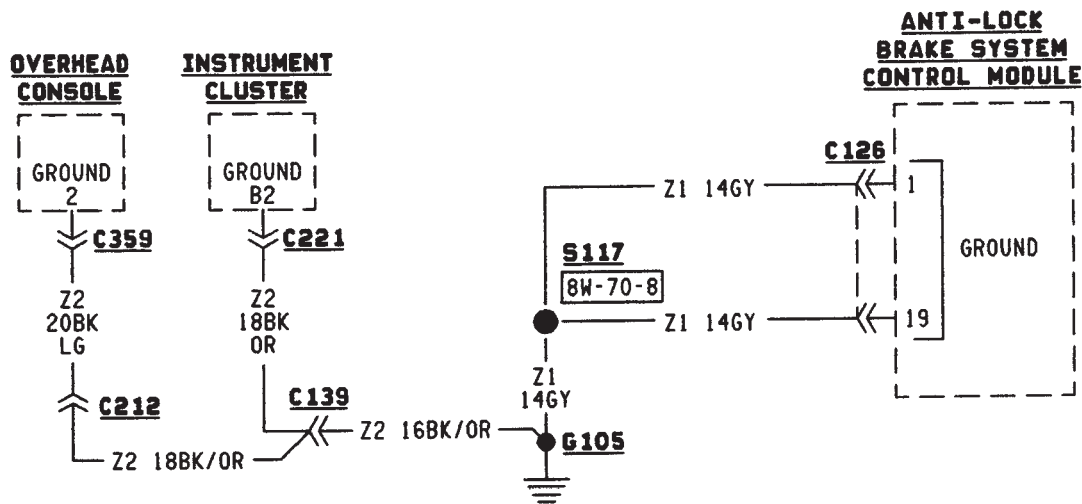 ANTI-LOCK
BRAKE SYSTEM
CONTROL MODULE
OVERHEAD
CONSOLE
INSTRUMENT
CLUSTER
GROUND
2
GROUND
B2
C126
Z1 14GY
1
GROUND
C359
C221
S117
8W-70-8
Z1 14GY
19
Z2
20BK
LG
Z2
18BK
OR
Z1
14GY
C212
C139
Z2 16BK/OR
G105
Z2 18BK/OR